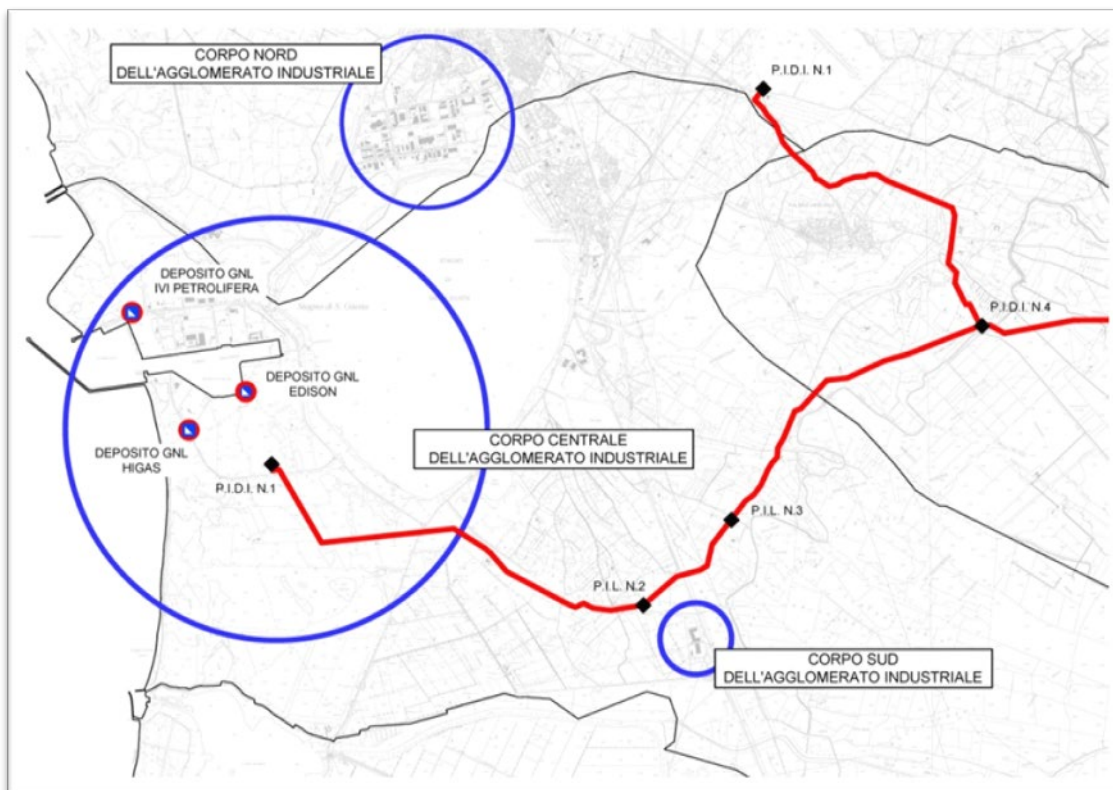 CORPO NORD
DELL'AGGLOMERATO INDUSTRIALE
P.I.D.I. N.1
DEPOSITO GNL
IVI PETROLIFERA
P.I.D.I. N.4
DEPOSITO GNL
EDISON
CORPO CENTRALE
DELL'AGGLOMERATO INDUSTRIALE
DEPOSITO GNL
HIGAS
P.I.D.I. N.1
P.I.L. N.3
P.I.L. N.2
CORPO SUD
DELL'AGGLOMERATO INDUSTRIALE